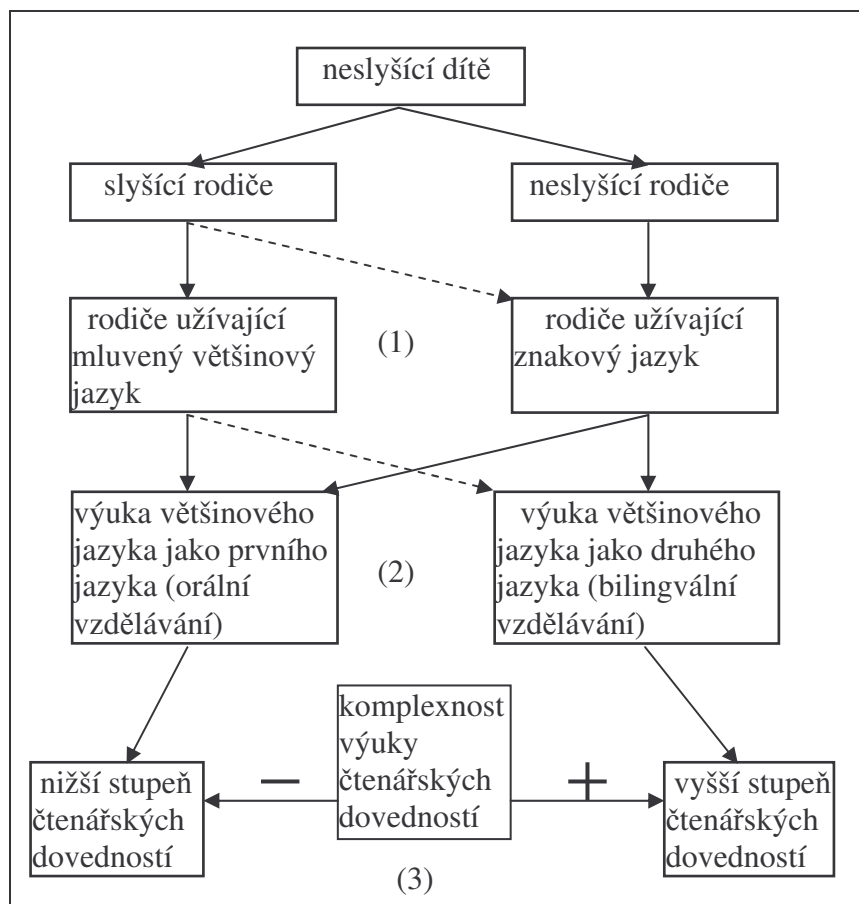 neslyšící dítě
slyšící rodiče
neslyšící rodiče
rodiče užívající
mluvený většinový
jazyk
(1)
rodiče užívající
znakový jazyk
výuka většinového
jazyka jako prvního
jazyka (orální
vzdělávání)
(2)
výuka většinového
jazyka jako druhého
jazyka (bilingvální
vzdělávání)
nižší stupeň
čtenářských
dovedností
−
komplexnost
výuky
čtenářských
dovedností
+
vyšší stupeň
čtenářských
dovedností
(3)